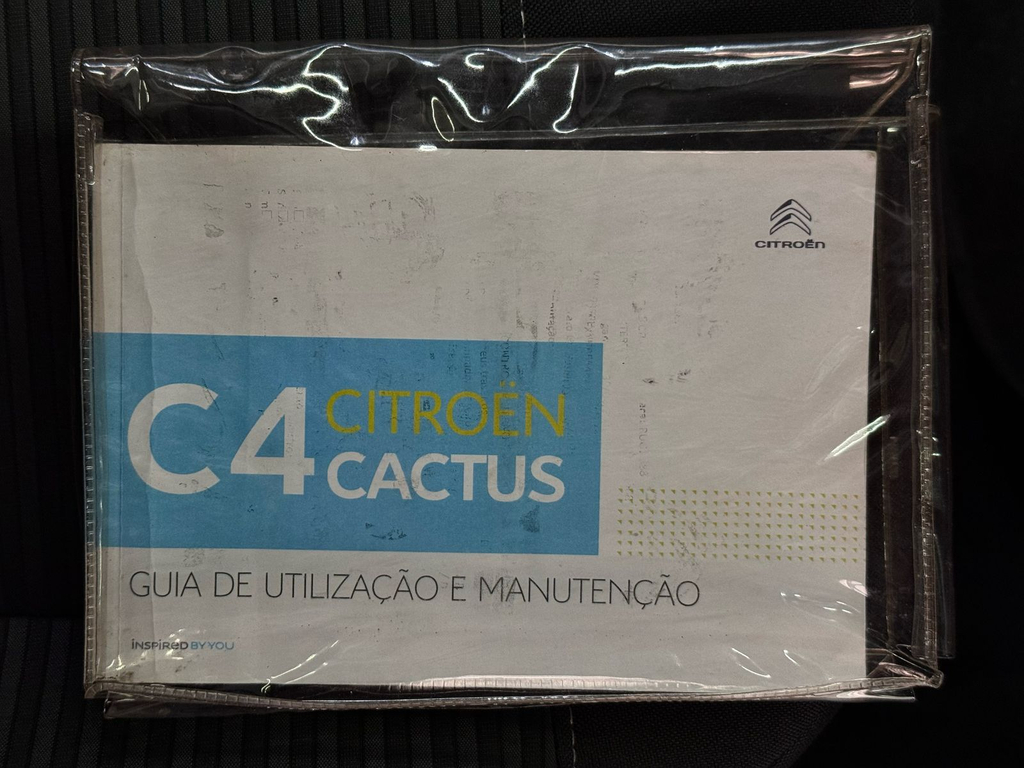 CITROËN
C4 CITROËN
CACTUS
GUIA DE UTILIZAÇÃO E MANUTENÇÃO
INSPIRED BY YOU